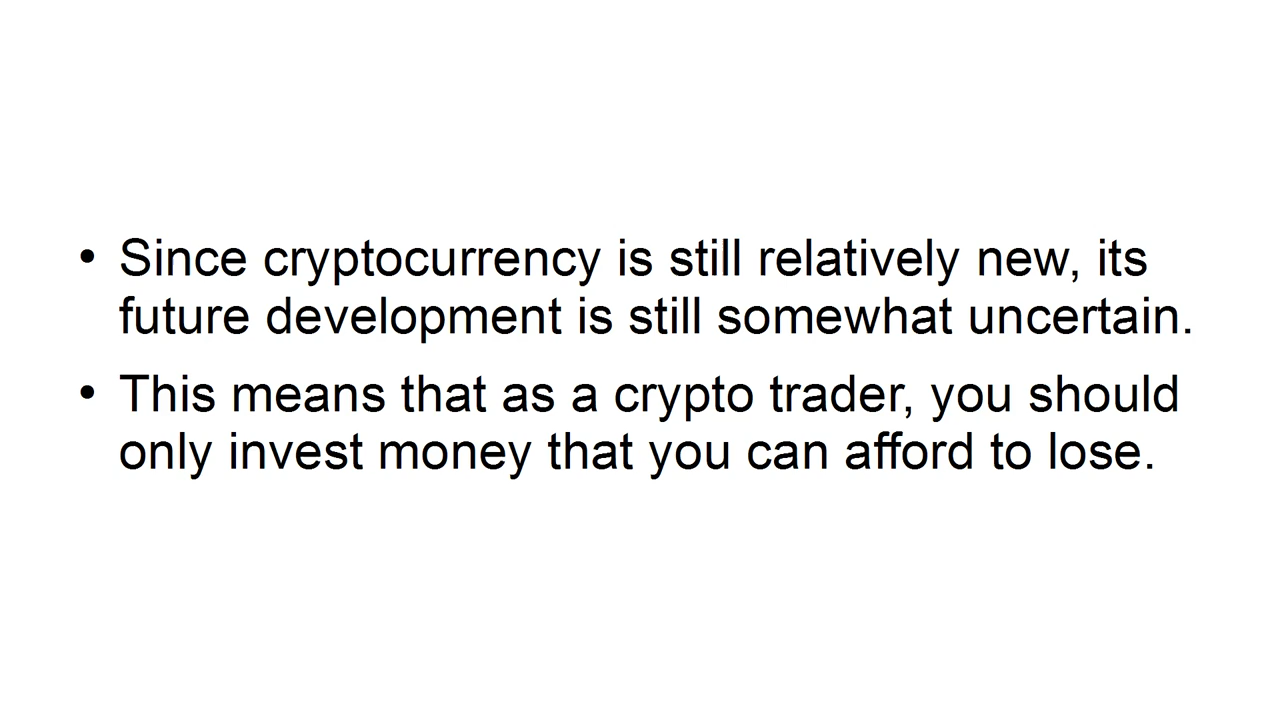 • Since cryptocurrency is still relatively new, its
future development is still somewhat uncertain.
• This means that as a crypto trader, you should
only invest money that you can afford to lose.